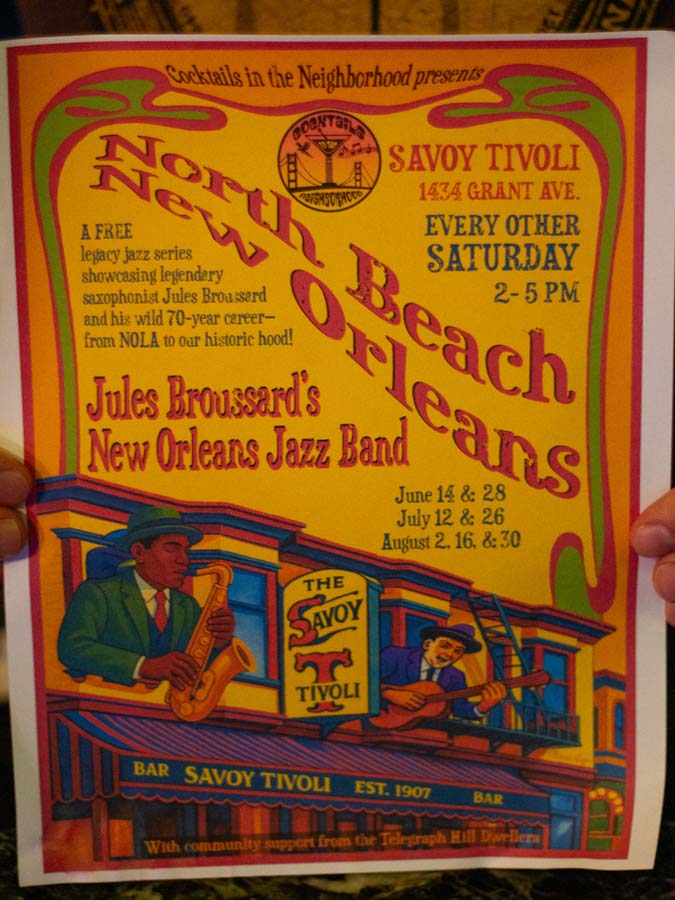 Cocktails in the Neighborhood presents
COCKTAILS
NEIGHBORHOOD
North Beach
New Orleans
SAVOY TIVOLI
1434 GRANT AVE.
EVERY OTHER
SATURDAY
2-5 PM
A FREE
legacy jazz series
showcasing legendary
saxophonist Jules Broussard
and his wild 70-year career—
from NOLA to our historic hood!
Jules Broussard's
New Orleans Jazz Band
June 14 & 28
July 12 & 26
August 2, 16, & 30
THE
SAVOY
TIVOLI
BAR SAVOY TIVOLI EST. 1907 BAR
With community support from the Telegraph Hill Dwellers